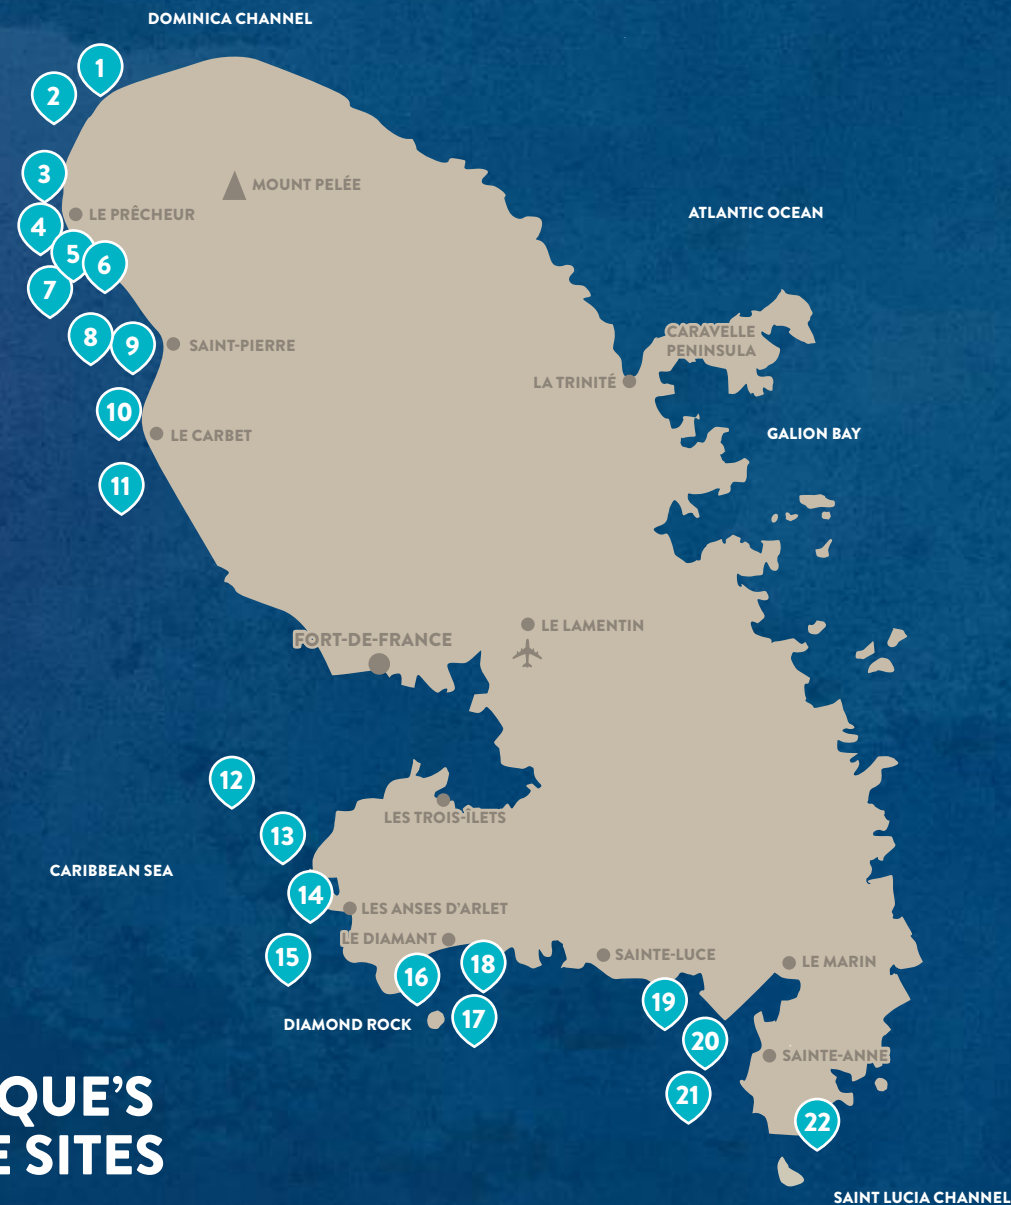 DOMINICA CHANNEL
1
2
3
MOUNT PELÉE
LE PRÊCHEUR
4
ATLANTIC OCEAN
5
6
7
8
9
SAINT-PIERRE
CARAVELLE
PENINSULA
LA TRINITÉ
10
LE CARBET
GALION BAY
11
LE LAMENTIN
FORT-DE-FRANCE
12
LES TROIS-ÎLETS
13
CARIBBEAN SEA
14
LES ANSES D'ARLET
LE DIAMANT
15
16
18
SAINTE-LUCE
LE MARIN
DIAMOND ROCK
17
19
20
SAINTE-ANNE
21
22
QUE'S
E SITES
SAINT LUCIA CHANNEL